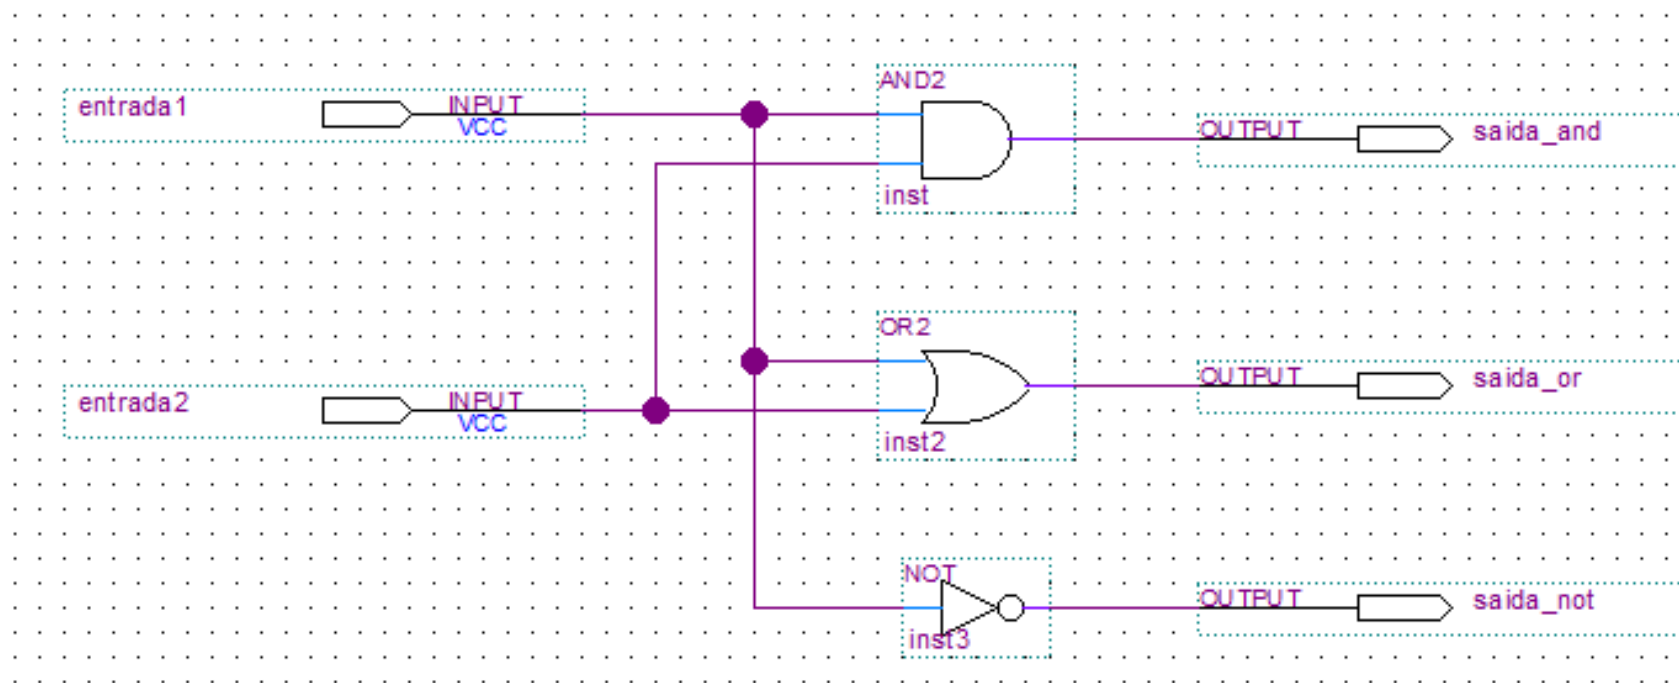 entrada1
INPUT
VCC
AND2
inst
OUTPUT
saida_and
entrada2
INPUT
VCC
OR2
inst2
OUTPUT
saida_or
NOT
inst3
OUTPUT
saida_not